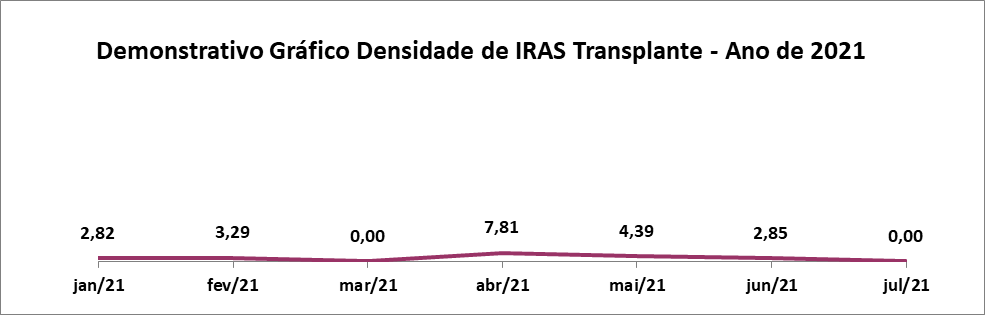 Demonstrativo Gráfico Densidade de IRAS Transplante - Ano de 2021
2,82 3,29 0,00 7,81 4,39 2,85 0,00
jan/21 fev/21 mar/21 abr/21 mai/21 jun/21 jul/21